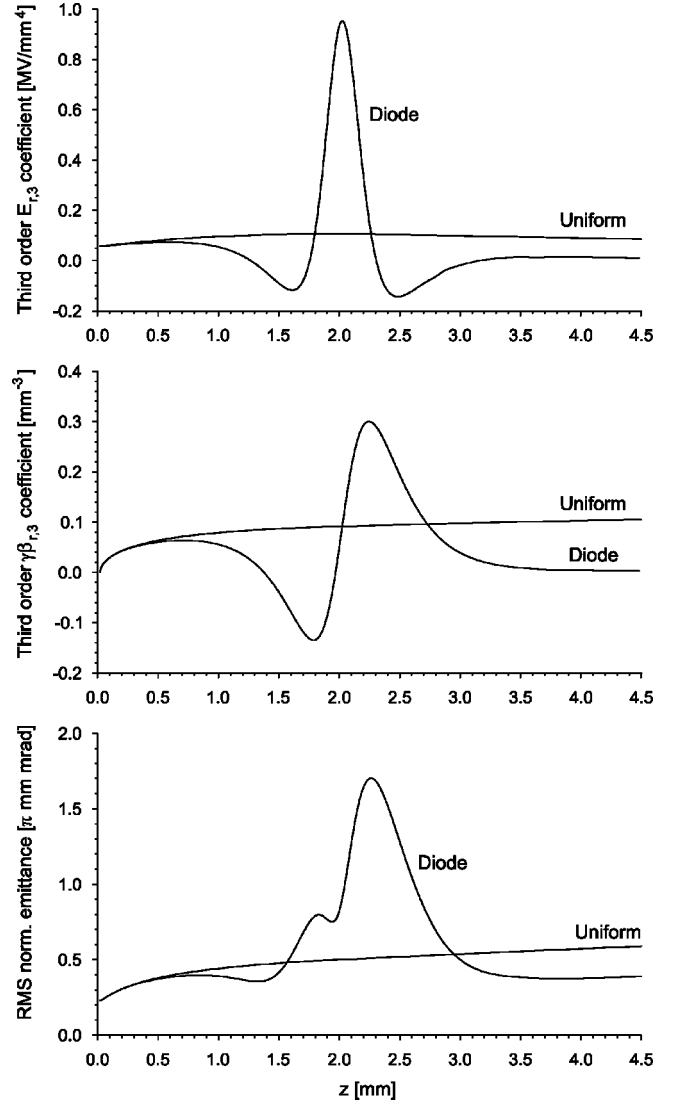 Third order E_r,3 coefficient [MV/mm⁴]
1.0
0.8
0.6
0.4
0.2
0.0
-0.2
Diode
Uniform
0.0 0.5 1.0 1.5 2.0 2.5 3.0 3.5 4.0 4.5
Third order γβ_r,3 coefficient [mm⁻³]
0.4
0.3
0.2
0.1
0.0
-0.1
-0.2
Uniform
Diode
0.0 0.5 1.0 1.5 2.0 2.5 3.0 3.5 4.0 4.5
RMS norm. emittance [π mm mrad]
2.0
1.5
1.0
0.5
0.0
Diode
Uniform
0.0 0.5 1.0 1.5 2.0 2.5 3.0 3.5 4.0 4.5
z [mm]